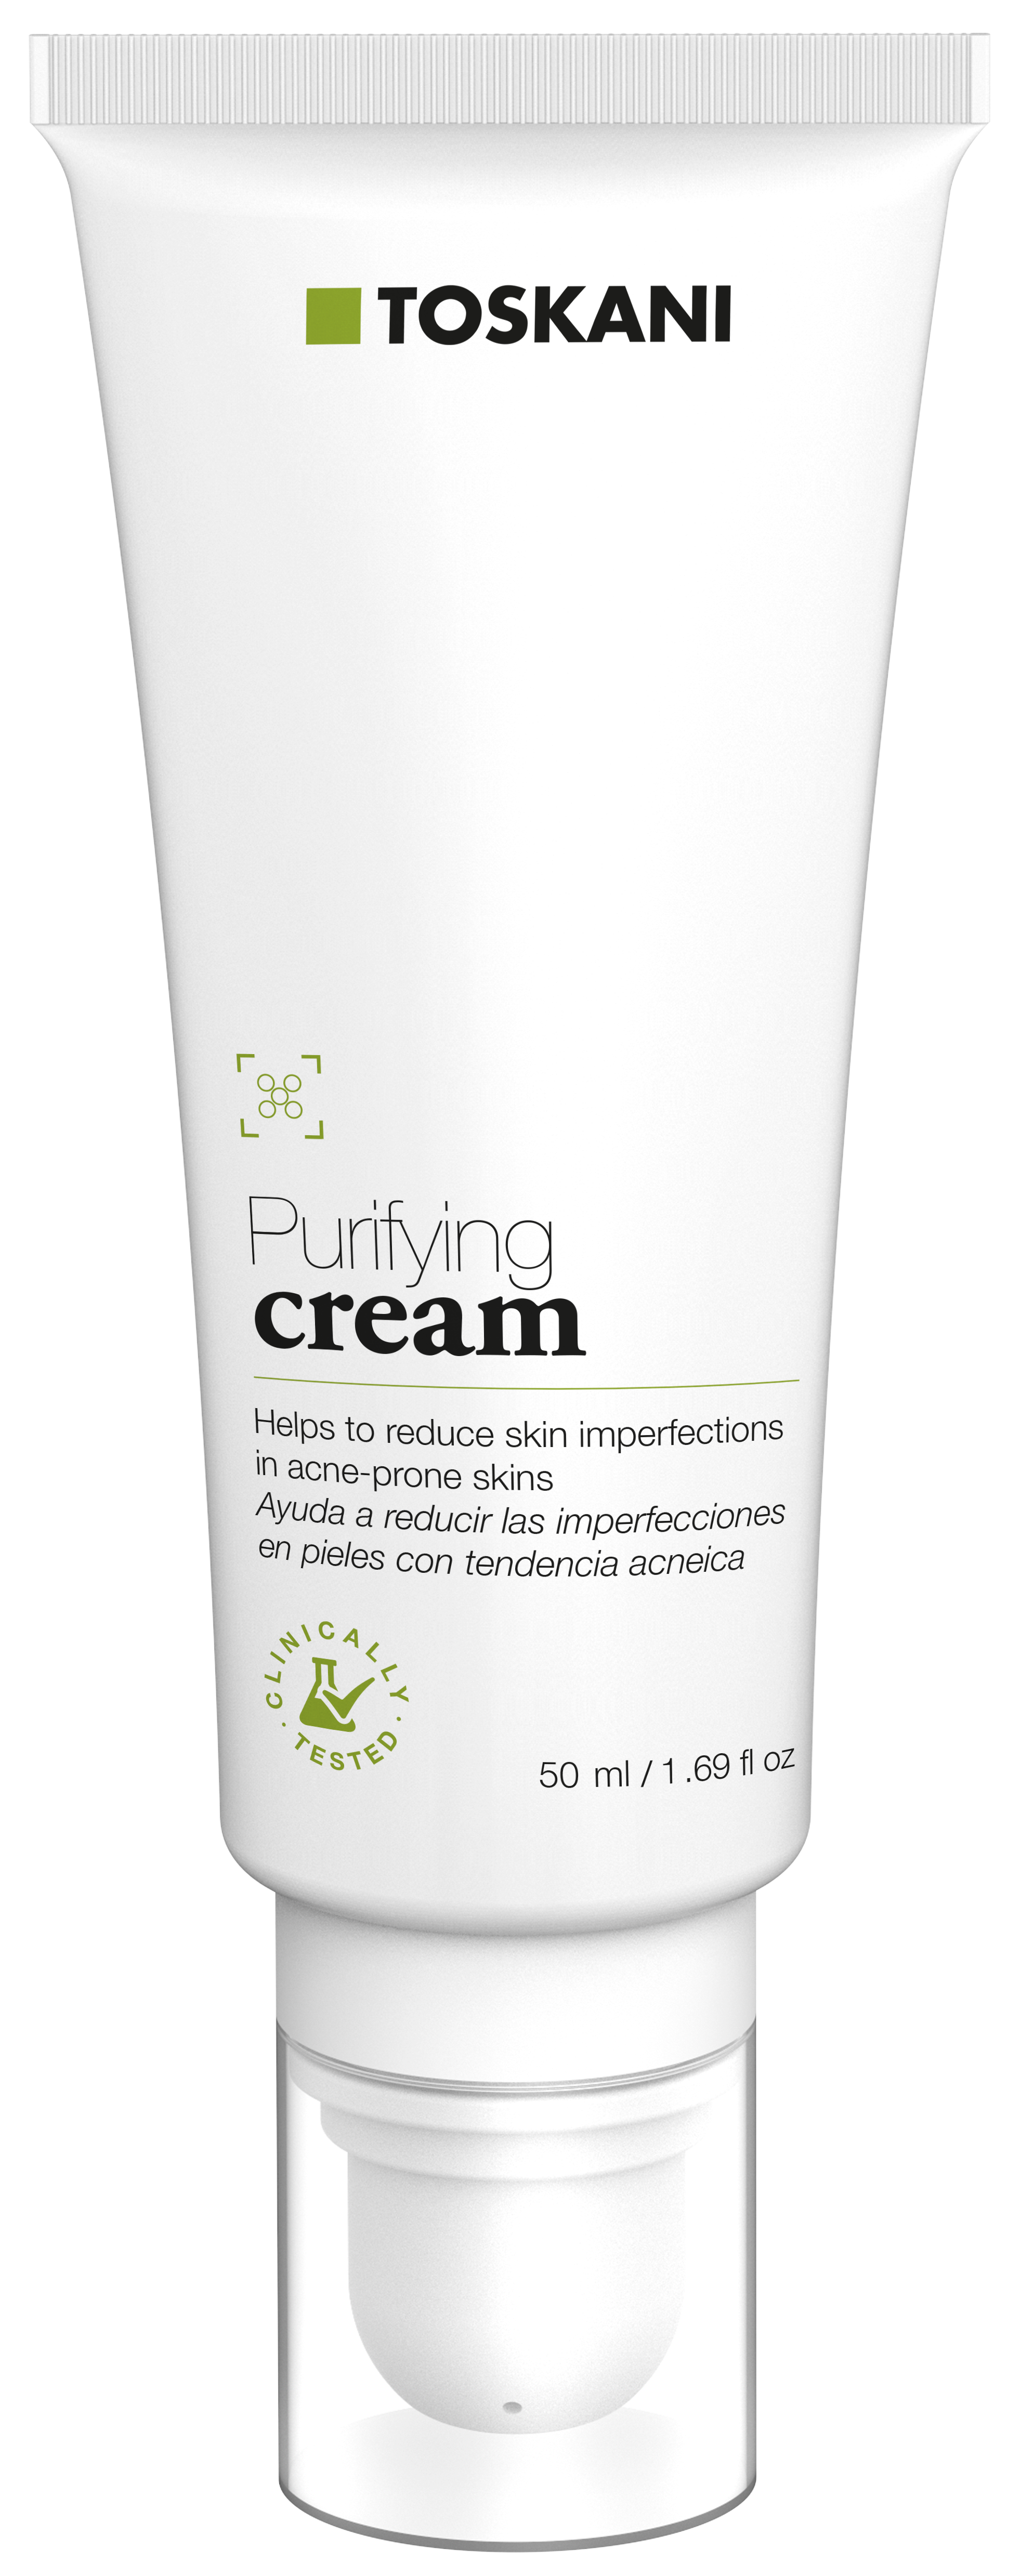 TOSKANI
Purifying
cream
Helps to reduce skin imperfections
in acne-prone skins
Ayuda a reducir las imperfecciones
en pieles con tendencia acneica
CLINICALLY
TESTED
50 ml / 1.69 fl oz